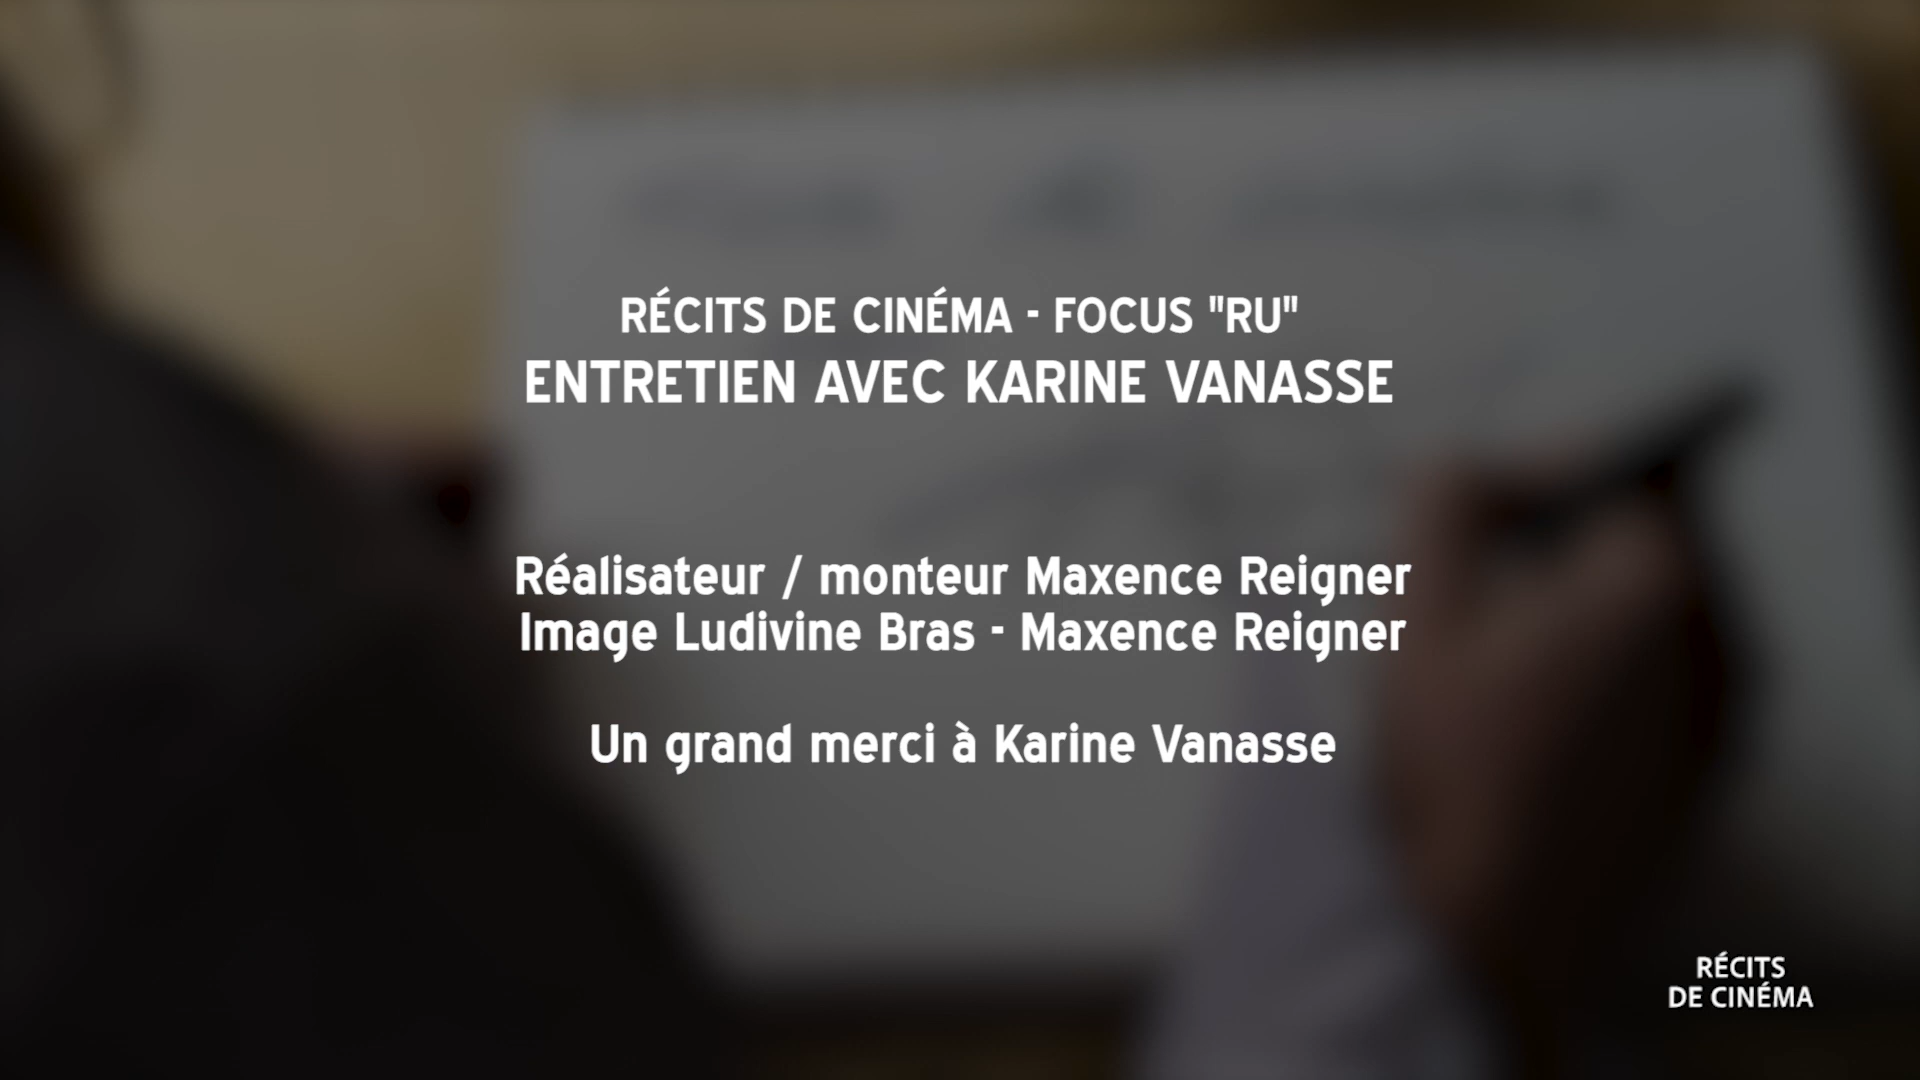 RÉCITS DE CINÉMA - FOCUS "RU"
ENTRETIEN AVEC KARINE VANASSE
Réalisateur / monteur Maxence Reigner
Image Ludivine Bras - Maxence Reigner
Un grand merci à Karine Vanasse
RÉCITS
DE CINÉMA